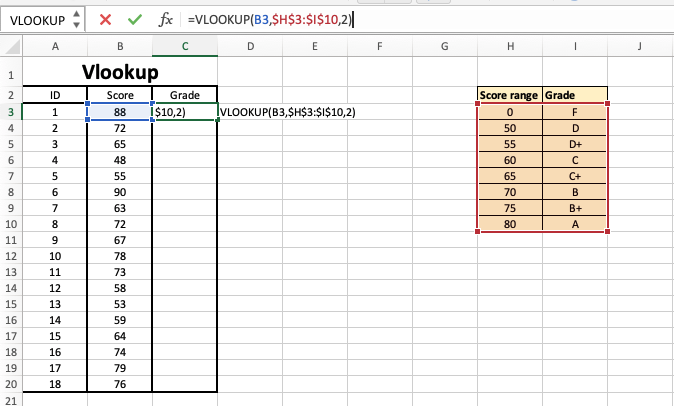 VLOOKUP fx =VLOOKUP(B3,$H$3:$I$10,2)
A B C D E F G H I J
1 Vlookup
2 ID Score Grade Score range Grade
3 1 88 $10,2) VLOOKUP(B3,$H$3:$I$10,2) 0 F
4 2 72 50 D
5 3 65 55 D+
6 4 48 60 C
7 5 55 65 C+
8 6 90 70 B
9 7 63 75 B+
10 8 72 80 A
11 9 67
12 10 78
13 11 73
14 12 58
15 13 53
16 14 59
17 15 64
18 16 74
19 17 79
20 18 76
21